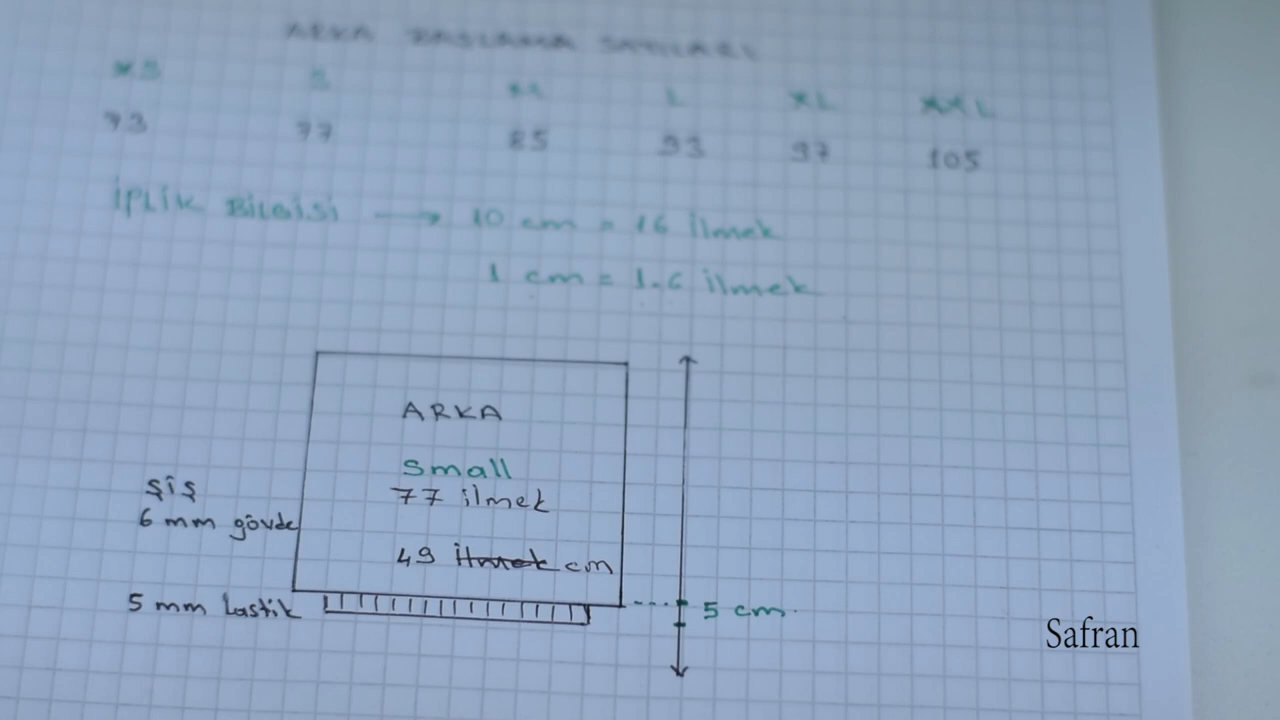 ARKA BAŞLAMA SAYILARI
XS S M L XL XXL
73 77 85 93 97 105
İPLİK BİLGİSİ → 10 cm = 16 ilmek
1 cm = 1.6 ilmek
ARKA
Small
77 ilmek
49 ilmek cm
şiş
6 mm gövde
5 mm Lastik
5 cm
Safran